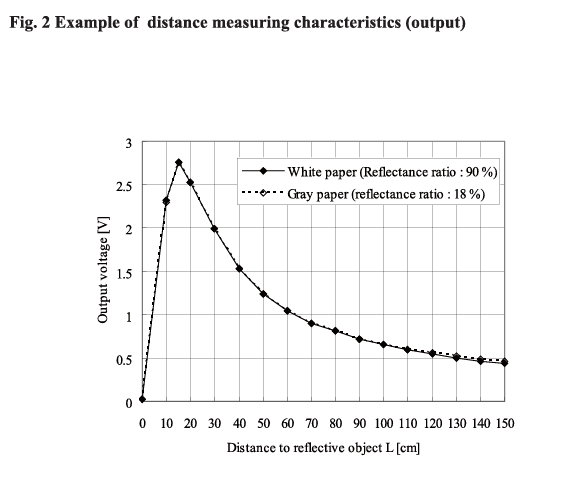 Fig. 2 Example of distance measuring characteristics (output)
3
2.5
2
1.5
1
0.5
0
Output voltage [V]
White paper (Reflectance ratio : 90 %)
Gray paper (reflectance ratio : 18 %)
0 10 20 30 40 50 60 70 80 90 100 110 120 130 140 150
Distance to reflective object L [cm]